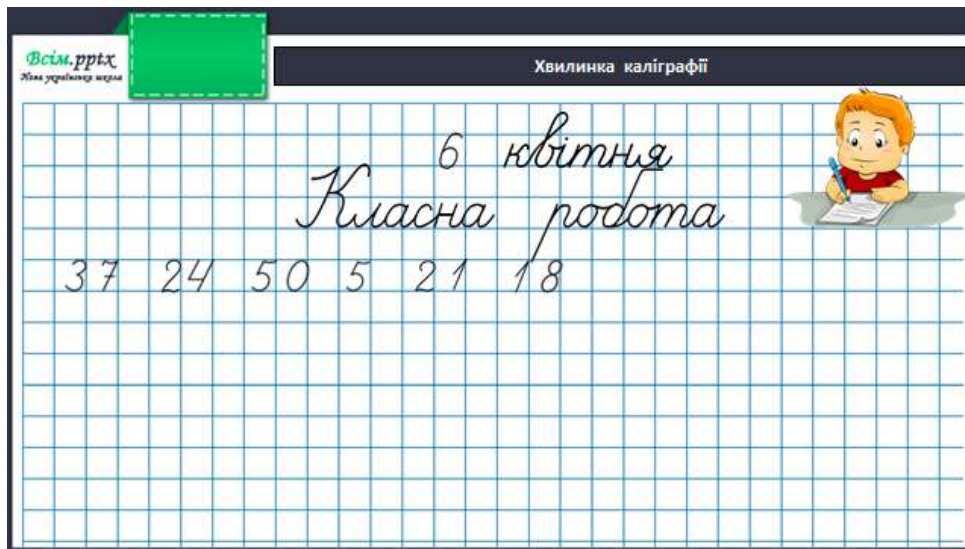 Всім.pptx
Нова українська школа
Хвилинка каліграфії
6 квітня
Класна робота
37 24 50 5 21 18